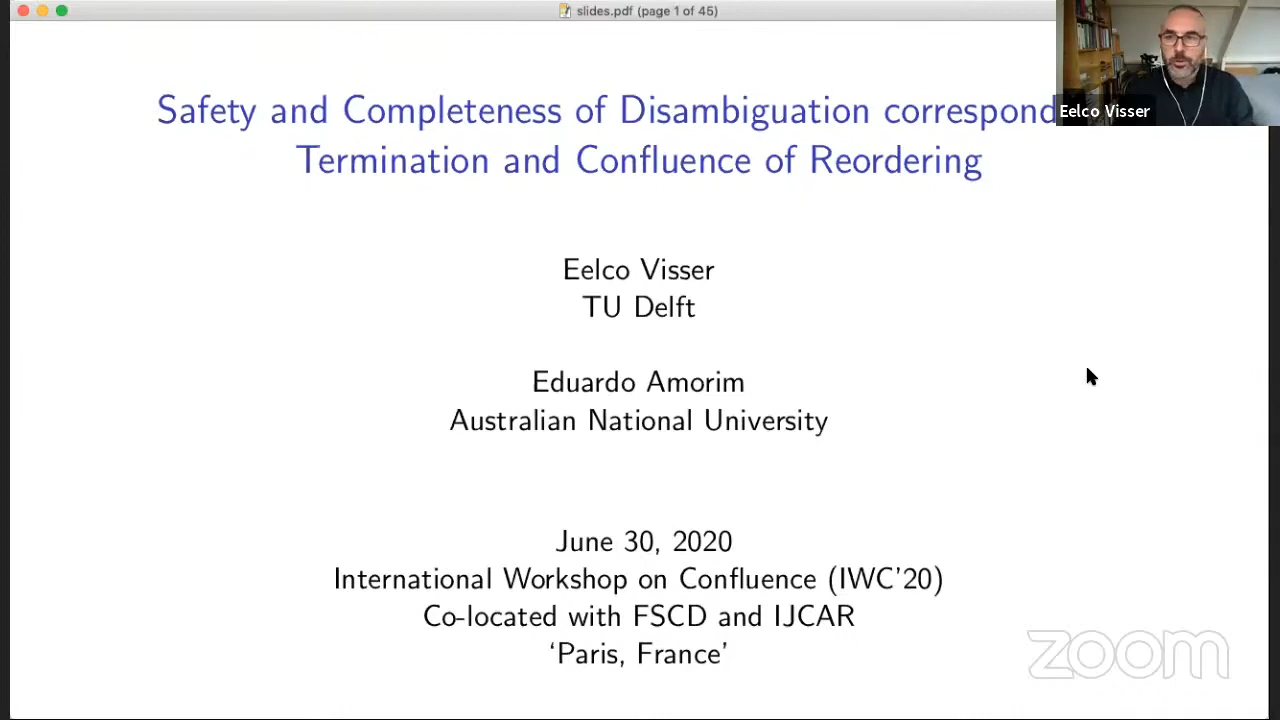 slides.pdf (page 1 of 45)
Safety and Completeness of Disambiguation correspond
Termination and Confluence of Reordering
Eelco Visser
Eelco Visser
TU Delft
Eduardo Amorim
Australian National University
June 30, 2020
International Workshop on Confluence (IWC’20)
Co-located with FSCD and IJCAR
‘Paris, France’
zoom